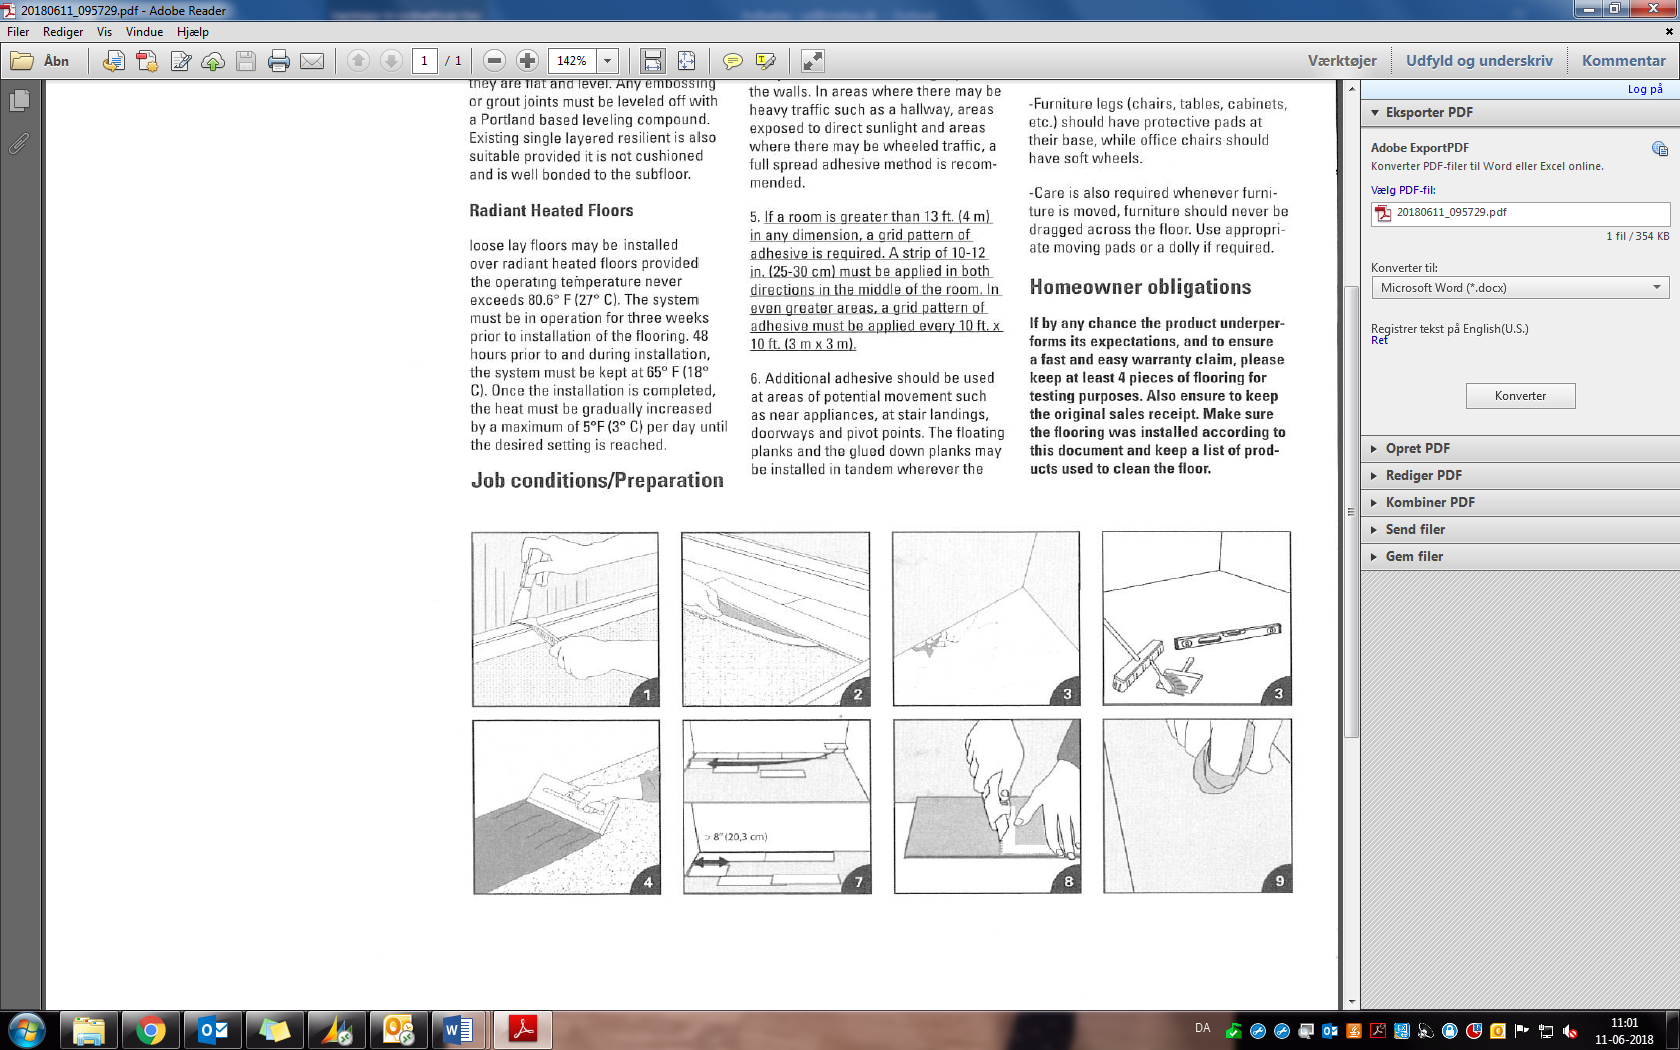 20180611_095729.pdf - Adobe Reader
Filer Rediger Vis Vindue Hjælp
Åbn 1 / 1 142% Værktøjer Udfyld og underskriv Kommentar
they are flat and level. Any embossing
or grout joints must be leveled off with
a Portland based leveling compound.
Existing single layered resilient is also
suitable provided it is not cushioned
and is well bonded to the subfloor.
Radiant Heated Floors
loose lay floors may be installed
over radiant heated floors provided
the operating temperature never
exceeds 80.6° F (27° C). The system
must be in operation for three weeks
prior to installation of the flooring. 48
hours prior to and during installation,
the system must be kept at 65° F (18°
C). Once the installation is completed,
the heat must be gradually increased
by a maximum of 5°F (3° C) per day until
the desired setting is reached.
Job conditions/Preparation
the walls. In areas where there may be
heavy traffic such as a hallway, areas
exposed to direct sunlight and areas
where there may be wheeled traffic, a
full spread adhesive method is recom-
mended.
5. If a room is greater than 13 ft. (4 m)
in any dimension, a grid pattern of
adhesive is required. A strip of 10-12
in. (25-30 cm) must be applied in both
directions in the middle of the room. In
even greater areas, a grid pattern of
adhesive must be applied every 10 ft. x
10 ft. (3 m x 3 m).
6. Additional adhesive should be used
at areas of potential movement such
as near appliances, at stair landings,
doorways and pivot points. The floating
planks and the glued down planks may
be installed in tandem wherever the
-Furniture legs (chairs, tables, cabinets,
etc.) should have protective pads at
their base, while office chairs should
have soft wheels.
-Care is also required whenever furni-
ture is moved, furniture should never be
dragged across the floor. Use appropri-
ate moving pads or a dolly if required.
Homeowner obligations
If by any chance the product underper-
forms its expectations, and to ensure
a fast and easy warranty claim, please
keep at least 4 pieces of flooring for
testing purposes. Also ensure to keep
the original sales receipt. Make sure
the flooring was installed according to
this document and keep a list of prod-
ucts used to clean the floor.
1
2
3
3
4
> 8" (20,3 cm)
7
8
9
Log på
Eksporter PDF
Adobe ExportPDF
Konverter PDF-filer til Word eller Excel online.
Vælg PDF-fil:
20180611_095729.pdf
1 fil / 354 KB
Konverter til:
Microsoft Word (*.docx)
Registrer tekst på English(U.S.)
Ret
Konverter
Opret PDF
Rediger PDF
Kombiner PDF
Send filer
Gem filer
DA
11:01
11-06-2018